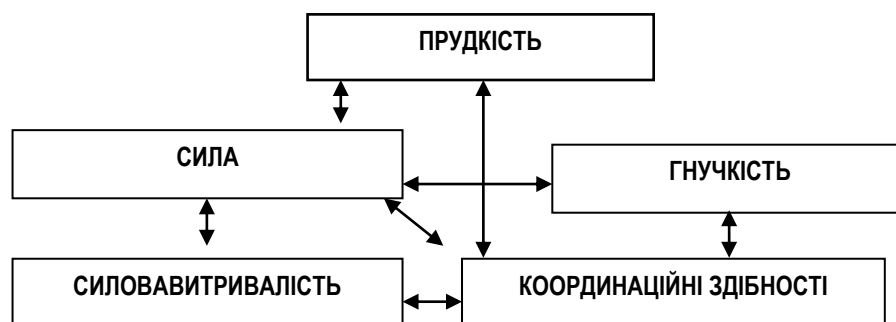 ПРУДКІСТЬ
СИЛА
ГНУЧКІСТЬ
СИЛОВАВИТРИВАЛІСТЬ
КООРДИНАЦІЙНІ ЗДІБНОСТІ